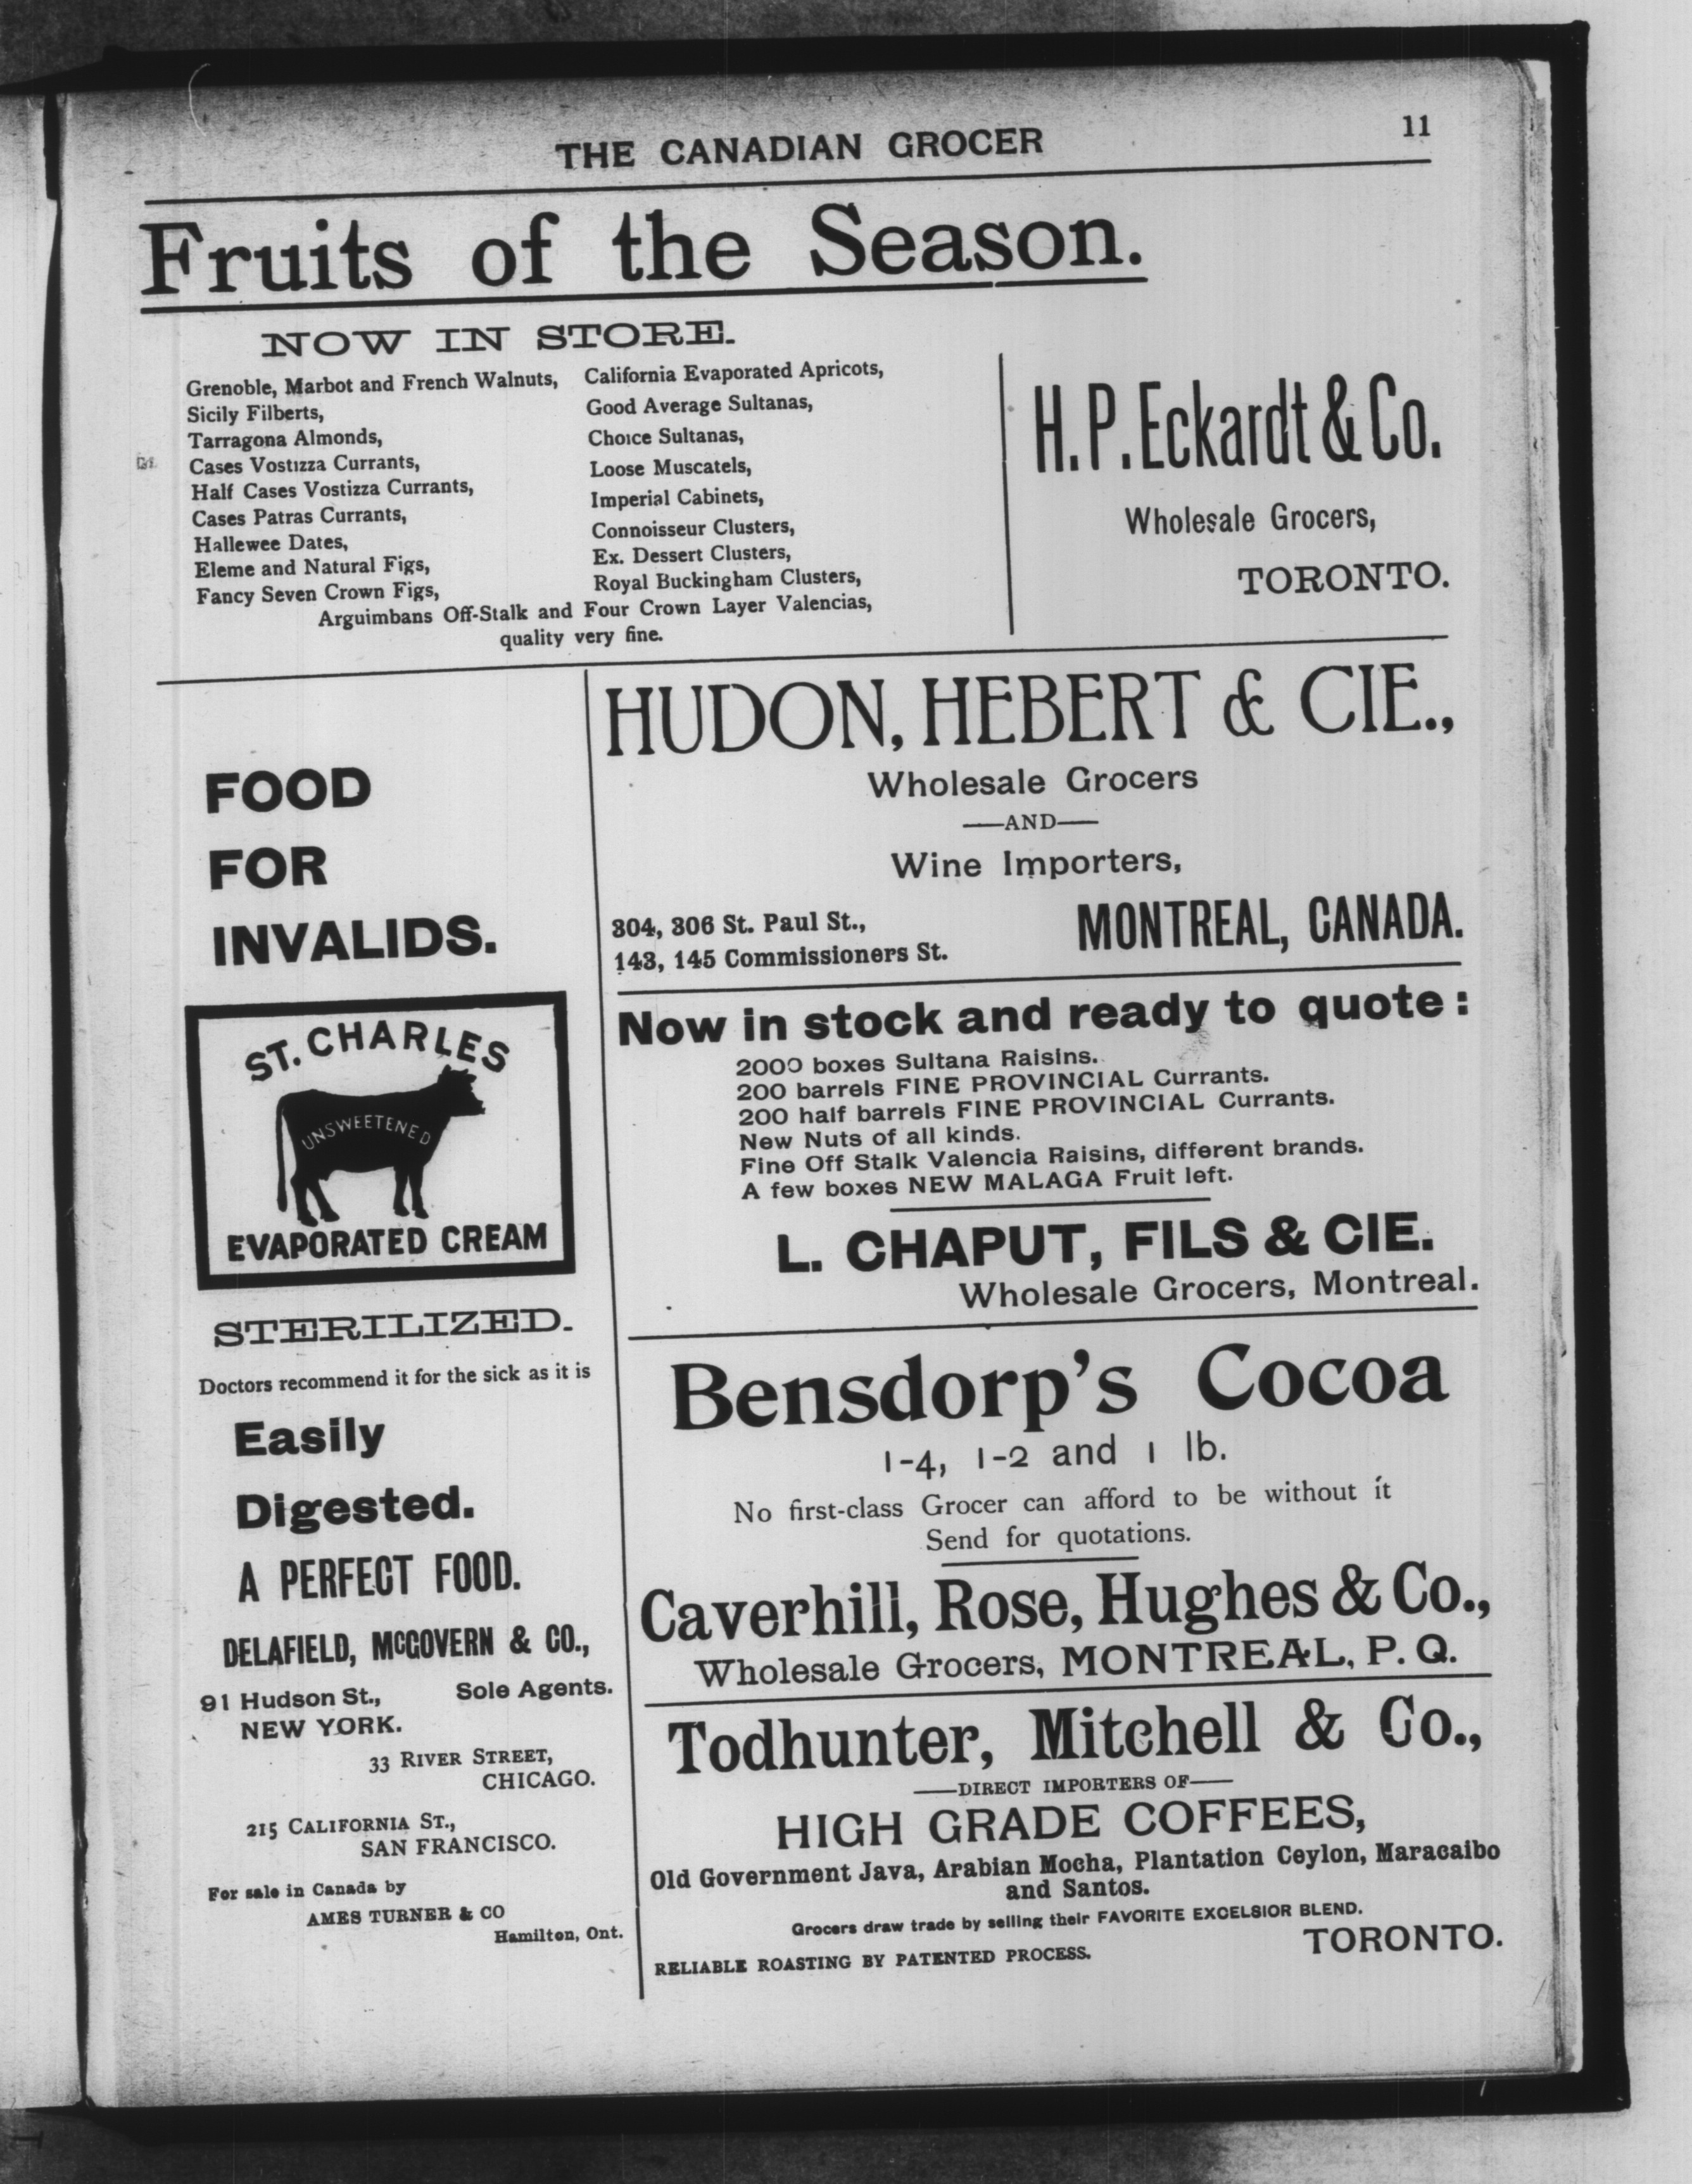 THE CANADIAN GROCER
11
Fruits of the Season.
NOW IN STORE.
Grenoble, Marbot and French Walnuts,
Sicily Filberts,
Tarragona Almonds,
Cases Vostizza Currants,
Half Cases Vostizza Currants,
Cases Patras Currants,
Hallewee Dates,
Eleme and Natural Figs,
Fancy Seven Crown Figs,
California Evaporated Apricots,
Good Average Sultanas,
Choice Sultanas,
Loose Muscatels,
Imperial Cabinets,
Connoisseur Clusters,
Ex. Dessert Clusters,
Royal Buckingham Clusters,
Arguimbans Off-Stalk and Four Crown Layer Valencias,
quality very fine.
H. P. Eckardt & Co.
Wholesale Grocers,
TORONTO.
FOOD
FOR
INVALIDS.
ST. CHARLES
UNSWEETENED
EVAPORATED CREAM
STERILIZED.
Doctors recommend it for the sick as it is
Easily
Digested.
A PERFECT FOOD.
DELAFIELD, McGOVERN & CO.,
91 Hudson St., Sole Agents.
NEW YORK.
33 RIVER STREET,
CHICAGO.
215 CALIFORNIA ST.,
SAN FRANCISCO.
For sale in Canada by
AMES TURNER & CO
Hamilton, Ont.
HUDON, HEBERT & CIE.,
Wholesale Grocers
—AND—
Wine Importers,
304, 306 St. Paul St.,
143, 145 Commissioners St.
MONTREAL, CANADA.
Now in stock and ready to quote :
2000 boxes Sultana Raisins.
200 barrels FINE PROVINCIAL Currants.
200 half barrels FINE PROVINCIAL Currants.
New Nuts of all kinds.
Fine Off Stalk Valencia Raisins, different brands.
A few boxes NEW MALAGA Fruit left.
L. CHAPUT, FILS & CIE.
Wholesale Grocers, Montreal.
Bensdorp's Cocoa
1-4, 1-2 and 1 lb.
No first-class Grocer can afford to be without it
Send for quotations.
Caverhill, Rose, Hughes & Co.,
Wholesale Grocers, MONTREAL, P. Q.
Todhunter, Mitchell & Co.,
—DIRECT IMPORTERS OF—
HIGH GRADE COFFEES,
Old Government Java, Arabian Mocha, Plantation Ceylon, Maracaibo
and Santos.
Grocers draw trade by selling their FAVORITE EXCELSIOR BLEND.
RELIABLE ROASTING BY PATENTED PROCESS.
TORONTO.